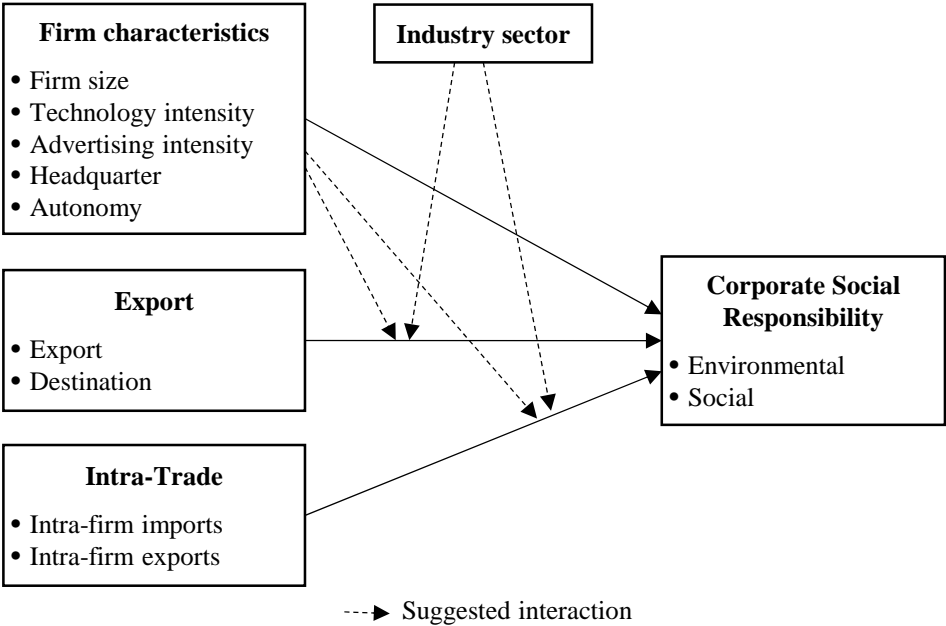 Firm characteristics
• Firm size
• Technology intensity
• Advertising intensity
• Headquarter
• Autonomy
Industry sector
Export
• Export
• Destination
Corporate Social
Responsibility
• Environmental
• Social
Intra-Trade
• Intra-firm imports
• Intra-firm exports
Suggested interaction